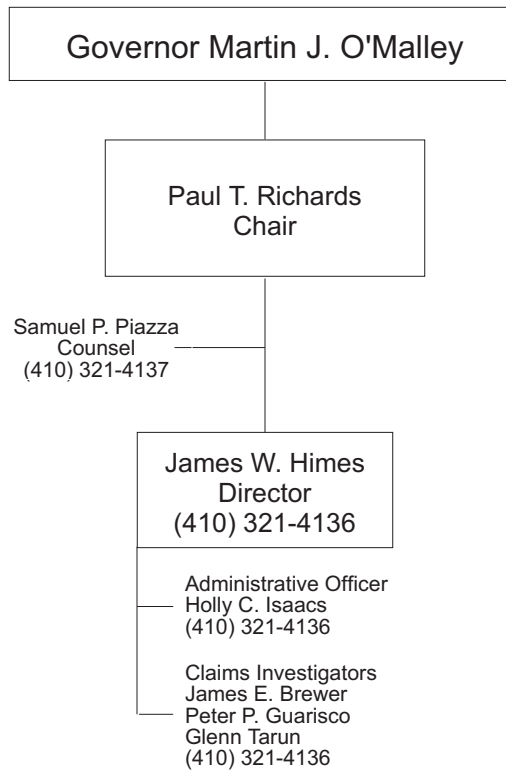 Governor Martin J. O'Malley
Paul T. Richards
Chair
Samuel P. Piazza
Counsel
(410) 321-4137
James W. Himes
Director
(410) 321-4136
Administrative Officer
Holly C. Isaacs
(410) 321-4136
Claims Investigators
James E. Brewer
Peter P. Guarisco
Glenn Tarun
(410) 321-4136